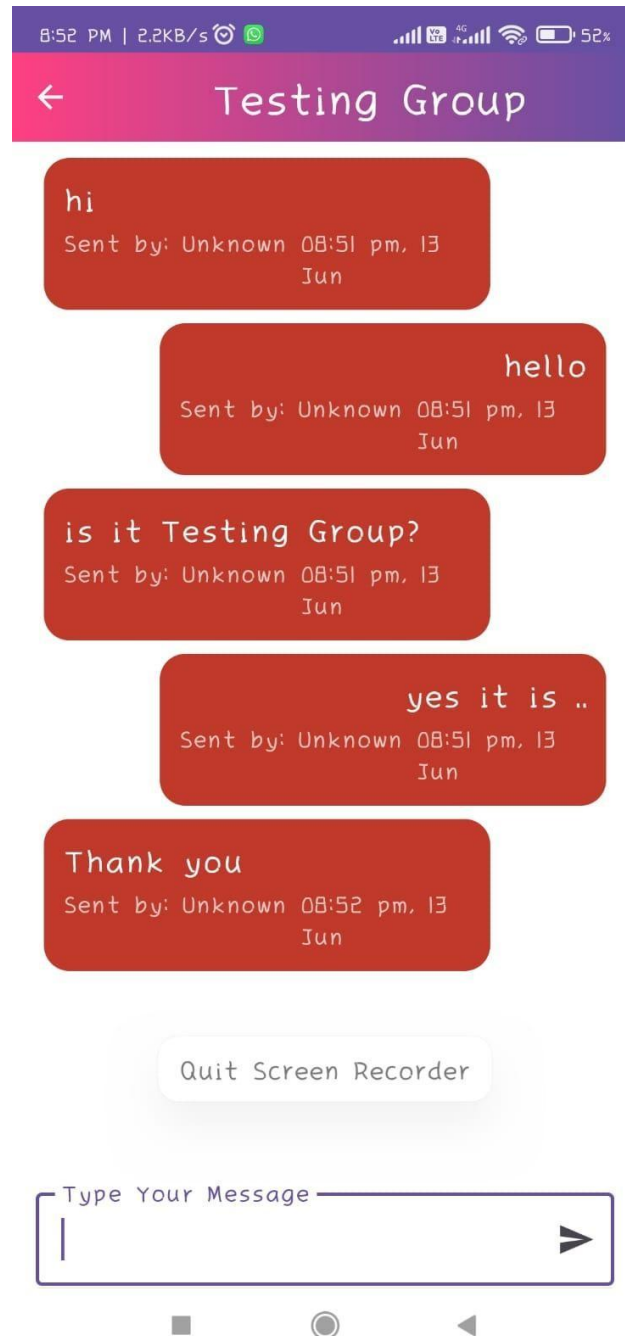 8:52 PM | 2.2KB/s
Vo LTE 4G 52%
Testing Group
hi
Sent by: Unknown 08:51 pm, 13
Jun
hello
Sent by: Unknown 08:51 pm, 13
Jun
is it Testing Group?
Sent by: Unknown 08:51 pm, 13
Jun
yes it is ..
Sent by: Unknown 08:51 pm, 13
Jun
Thank you
Sent by: Unknown 08:52 pm, 13
Jun
Quit Screen Recorder
Type Your Message